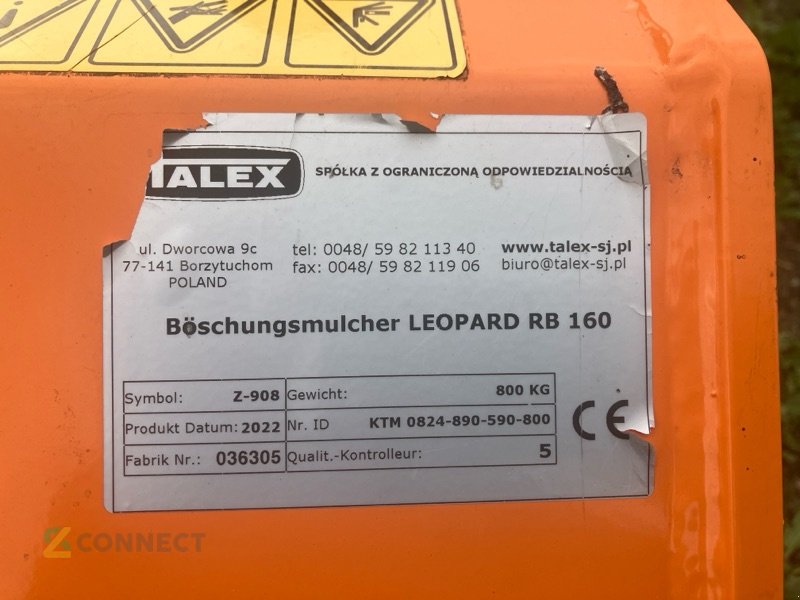 TALEX
SPÓŁKA Z OGRANICZONĄ ODPOWIEDZIALNOŚCIĄ
ul. Dworcowa 9c
77-141 Borzytuchom
POLAND
tel: 0048/ 59 82 113 40
fax: 0048/ 59 82 119 06
www.talex-sj.pl
biuro@talex-sj.pl
Böschungsmulcher LEOPARD RB 160
Symbol: Z-908 Gewicht: 800 KG
Produkt Datum: 2022 Nr. ID KTM 0824-890-590-800
Fabrik Nr.: 036305 Qualit.-Kontrolleur: 5
CE
CONNECT